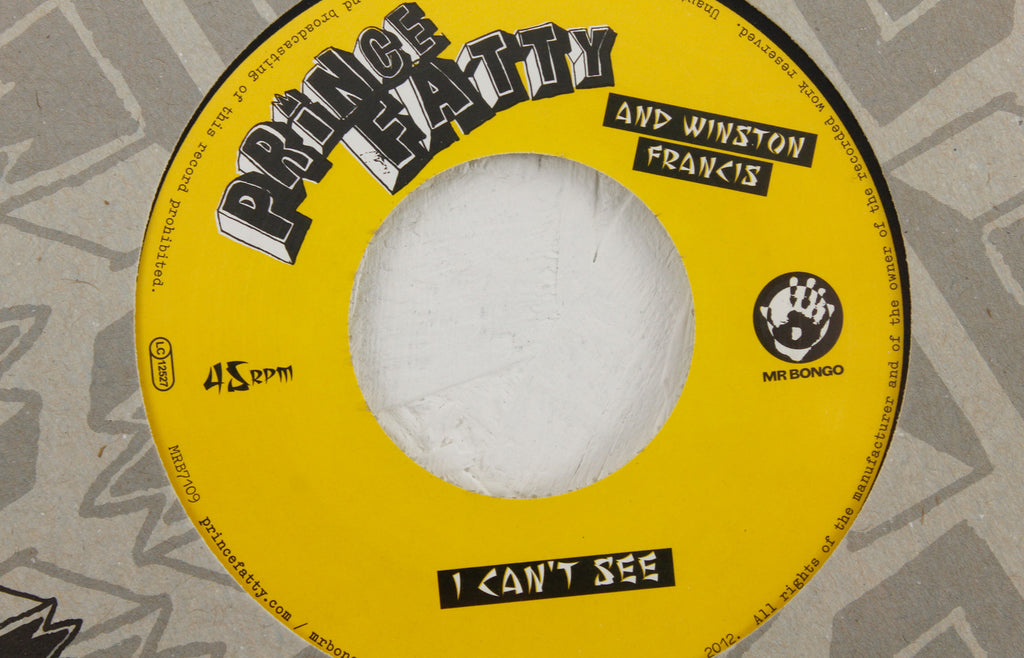 PRINCE
FATTY
AND WINSTON
FRANCIS
MR BONGO
45RPM
LC 12527
MRB7109
I CAN'T SEE
princefatty.com /
2012. All rights of the manufacturer and of the owner of the recorded work reserved.
and broadcasting of this record prohibited.